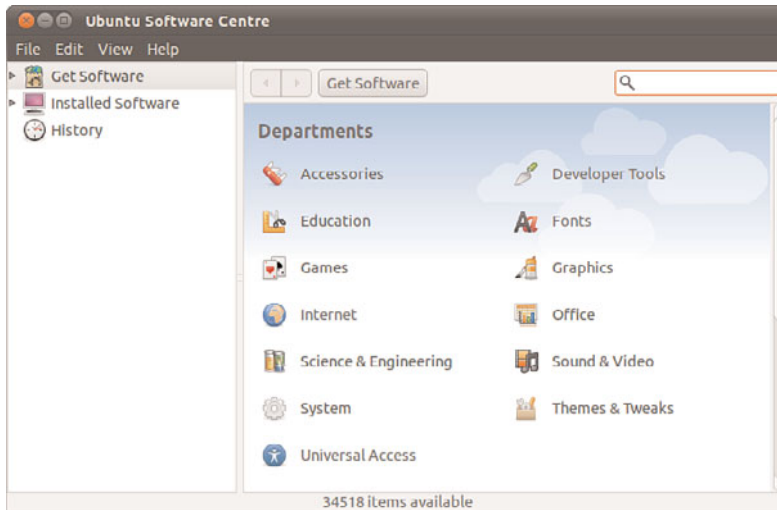 Ubuntu Software Centre
File Edit View Help
Get Software
Installed Software
History
Get Software
Departments
Accessories
Developer Tools
Education
Fonts
Games
Graphics
Internet
Office
Science & Engineering
Sound & Video
System
Themes & Tweaks
Universal Access
34518 items available